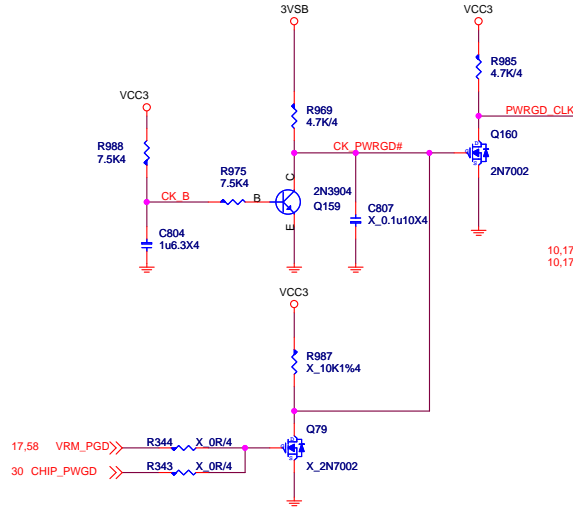 3VSB
VCC3
R985
4.7K/4
VCC3
R969
4.7K/4
PWRGD_CLK
Q160
R988
7.5K4
CK_PWRGD#
2N7002
R975
7.5K4
C
2N3904
CK_B
B
Q159
C807
X_0.1u10X4
E
C804
1u6.3X4
10,17
10,17
VCC3
R987
X_10K1%4
Q79
17,58 VRM_PGD
R344 X_0R/4
X_2N7002
30 CHIP_PWGD
R343 X_0R/4